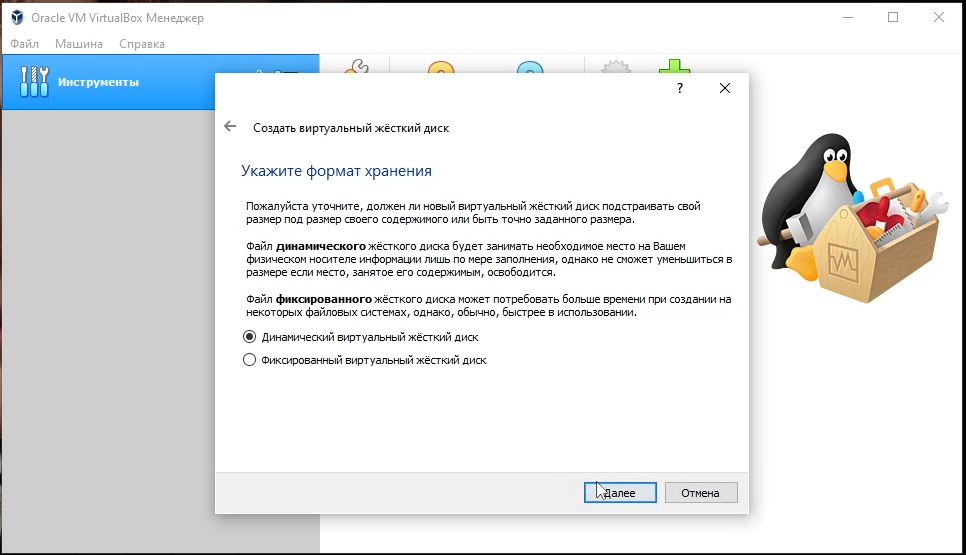 Oracle VM VirtualBox Менеджер
Файл Машина Справка
Инструменты
?
Создать виртуальный жёсткий диск
Укажите формат хранения
Пожалуйста уточните, должен ли новый виртуальный жёсткий диск подстраивать свой
размер под размер своего содержимого или быть точно заданного размера.
Файл динамического жёсткого диска будет занимать необходимое место на Вашем
физическом носителе информации лишь по мере заполнения, однако не сможет уменьшиться в
размере если место, занятое его содержимым, освободится.
Файл фиксированного жёсткого диска может потребовать больше времени при создании на
некоторых файловых системах, однако, обычно, быстрее в использовании.
Динамический виртуальный жёсткий диск
Фиксированный виртуальный жёсткий диск
Далее Отмена